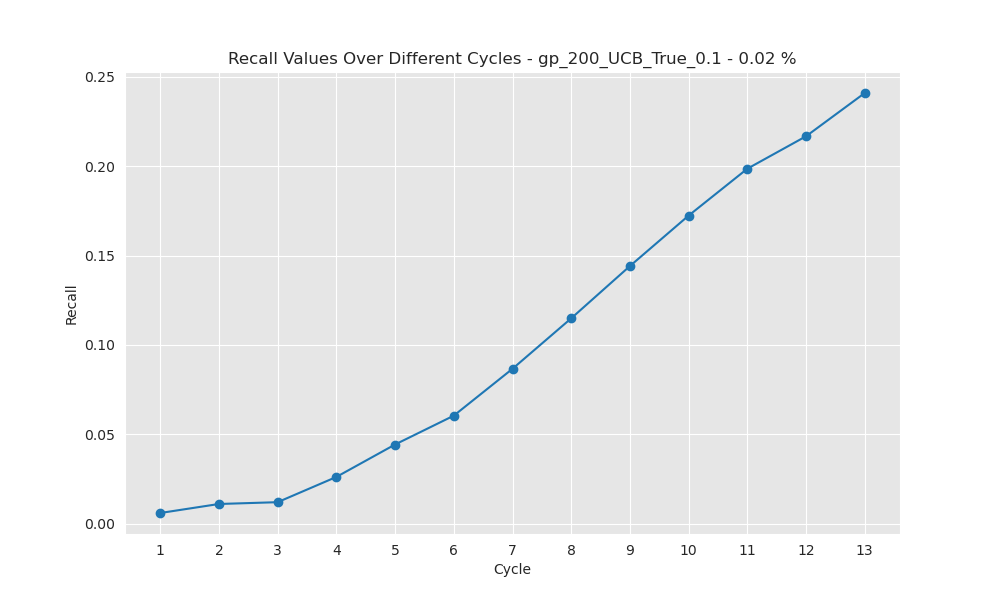 Recall Values Over Different Cycles - gp_200_UCB_True_0.1 - 0.02 %
0.25
0.20
0.15
0.10
0.05
0.00
Recall
1 2 3 4 5 6 7 8 9 10 11 12 13
Cycle